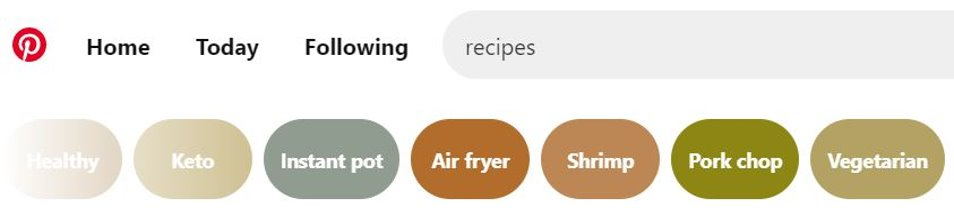 Home Today Following recipes
Healthy Keto Instant pot Air fryer Shrimp Pork chop Vegetarian